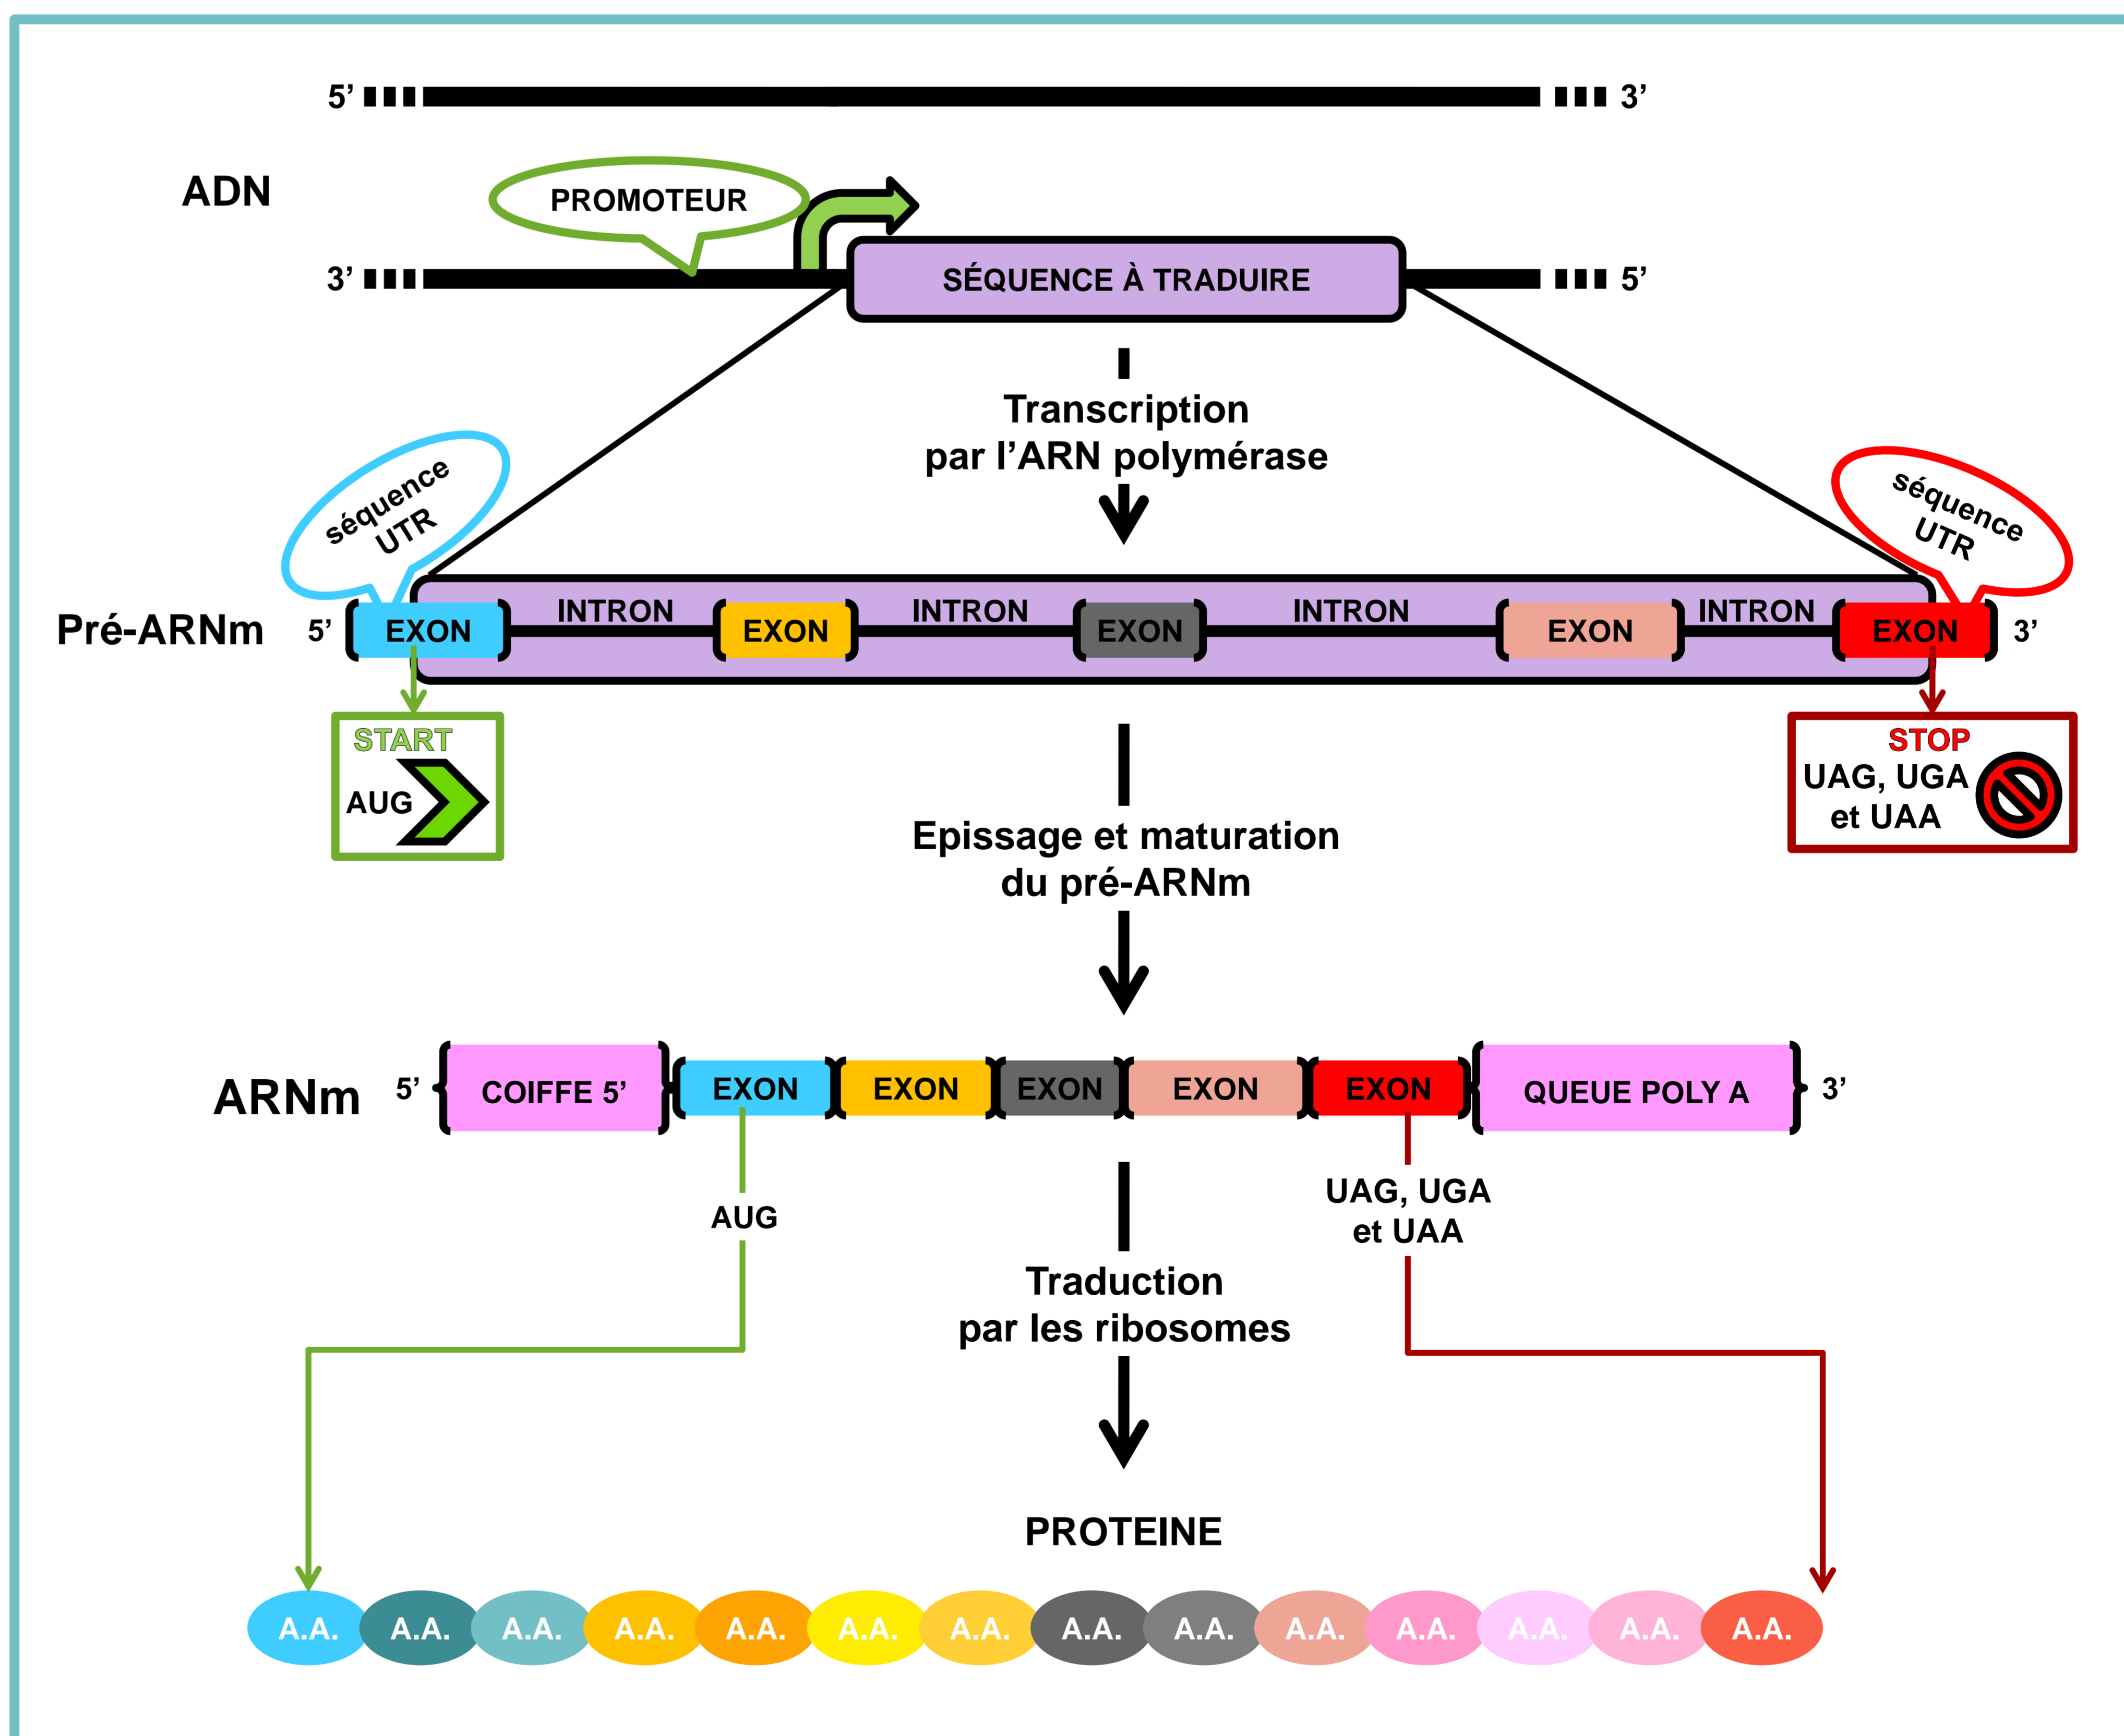 5’ 3’
ADN
PROMOTEUR
3’ SÉQUENCE À TRADUIRE 5’
Transcription
par l’ARN polymérase
séquence
UTR
séquence
UTR
Pré-ARNm 5’ EXON INTRON EXON INTRON EXON INTRON EXON INTRON EXON 3’
START
AUG
STOP
UAG, UGA
et UAA
Epissage et maturation
du pré-ARNm
ARNm 5’ COIFFE 5’ EXON EXON EXON EXON EXON QUEUE POLY A 3’
AUG
UAG, UGA
et UAA
Traduction
par les ribosomes
PROTEINE
A.A. A.A. A.A. A.A. A.A. A.A. A.A. A.A. A.A. A.A. A.A. A.A. A.A. A.A.